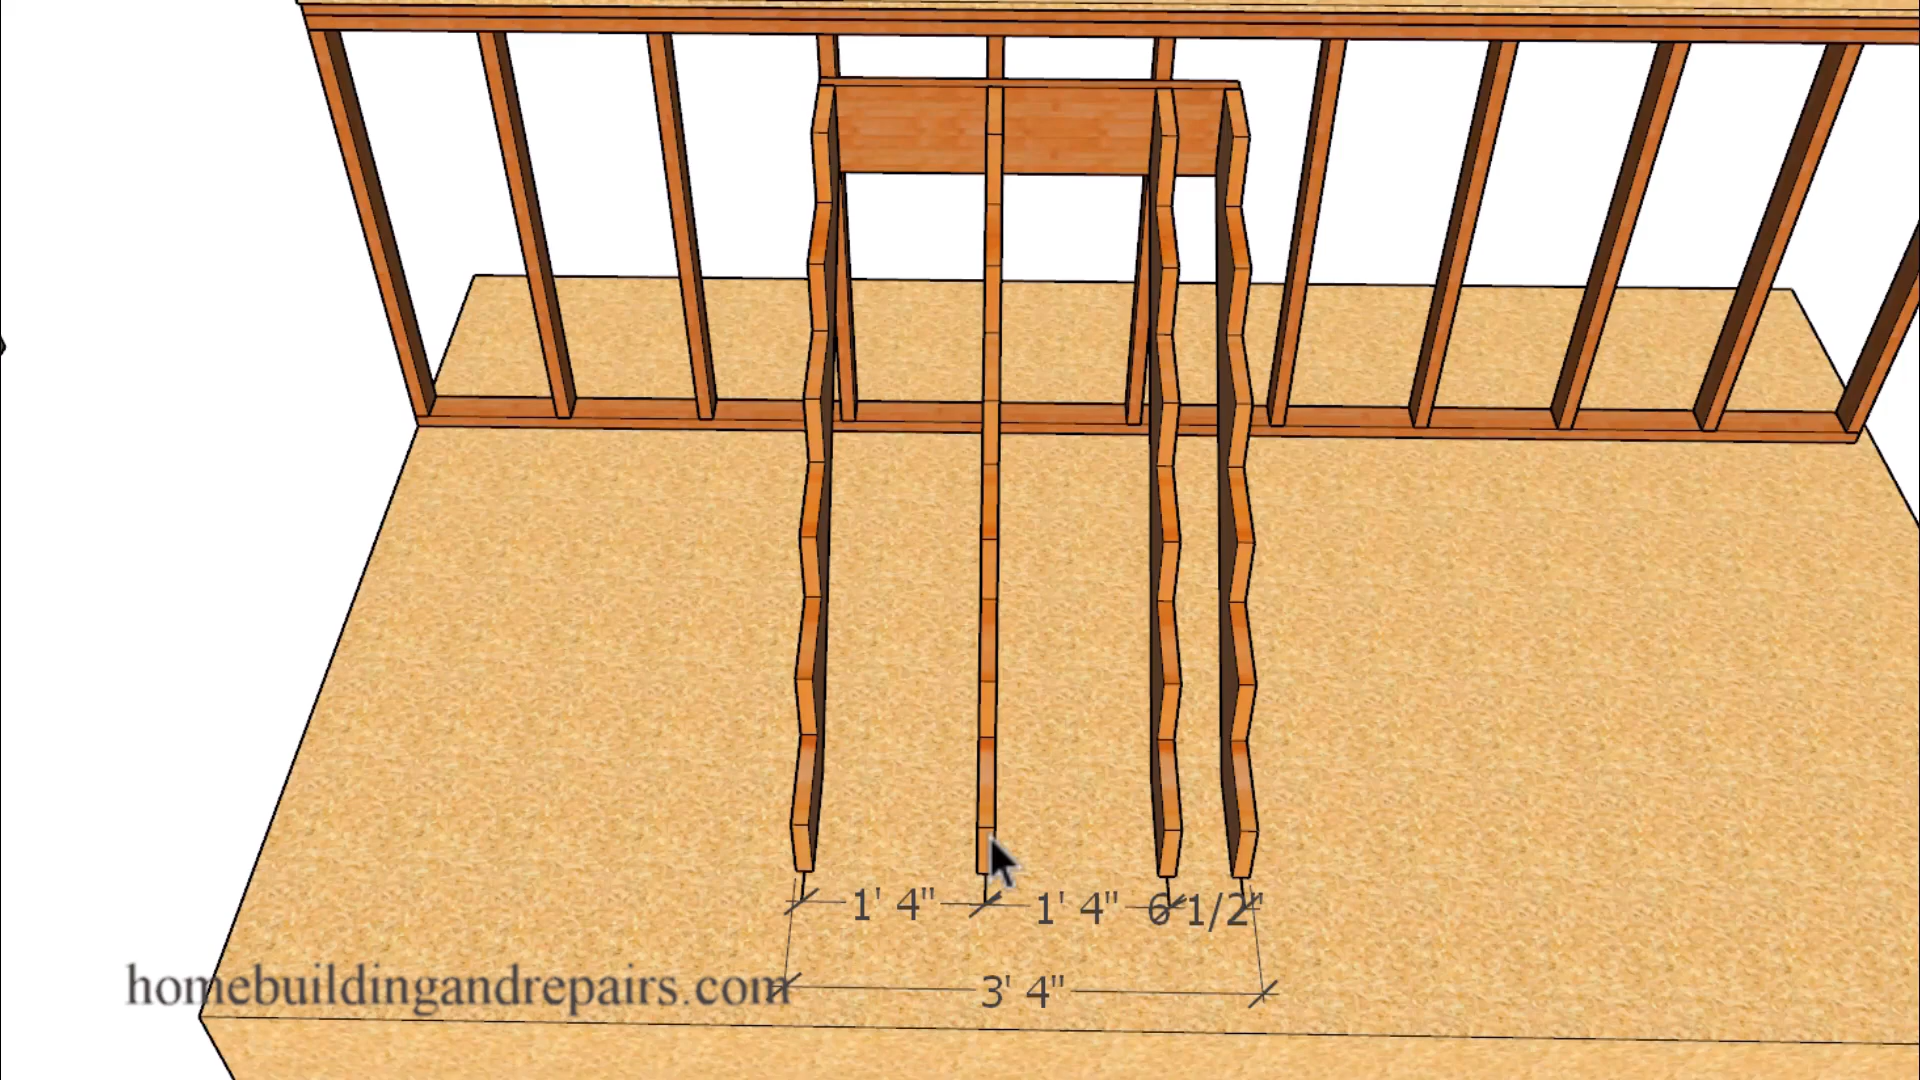 1' 4" 1' 4" 6 1/2"
homebuildingandrepairs.com
3' 4"